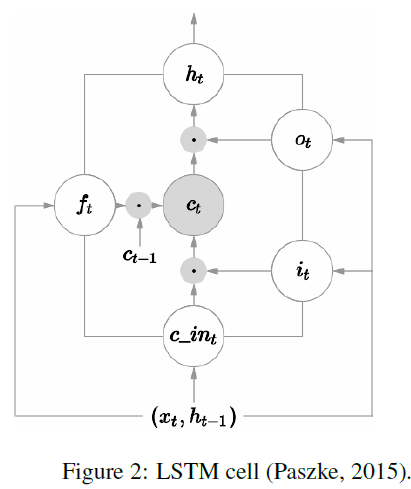 h_t
·
o_t
f_t
·
c_t
c_{t-1}
·
i_t
c_in_t
(x_t, h_{t-1})
Figure 2: LSTM cell (Paszke, 2015).